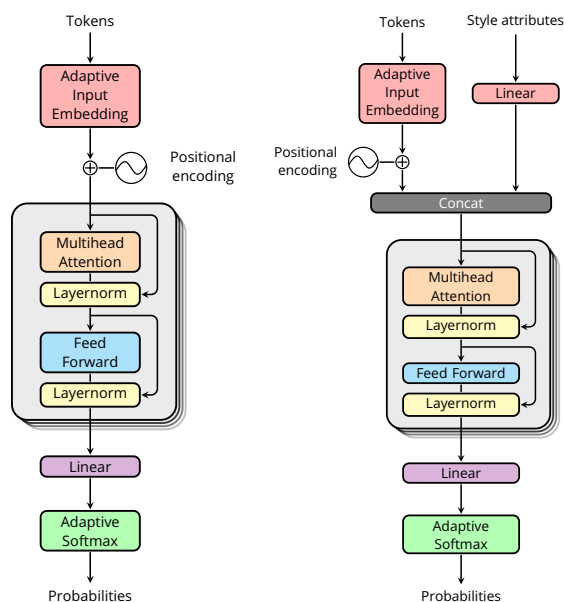 Tokens
Adaptive
Input
Embedding
Positional
encoding
Multihead
Attention
Layernorm
Feed
Forward
Layernorm
Linear
Adaptive
Softmax
Probabilities
Tokens
Style attributes
Adaptive
Input
Embedding
Linear
Positional
encoding
Concat
Multihead
Attention
Layernorm
Feed Forward
Layernorm
Linear
Adaptive
Softmax
Probabilities